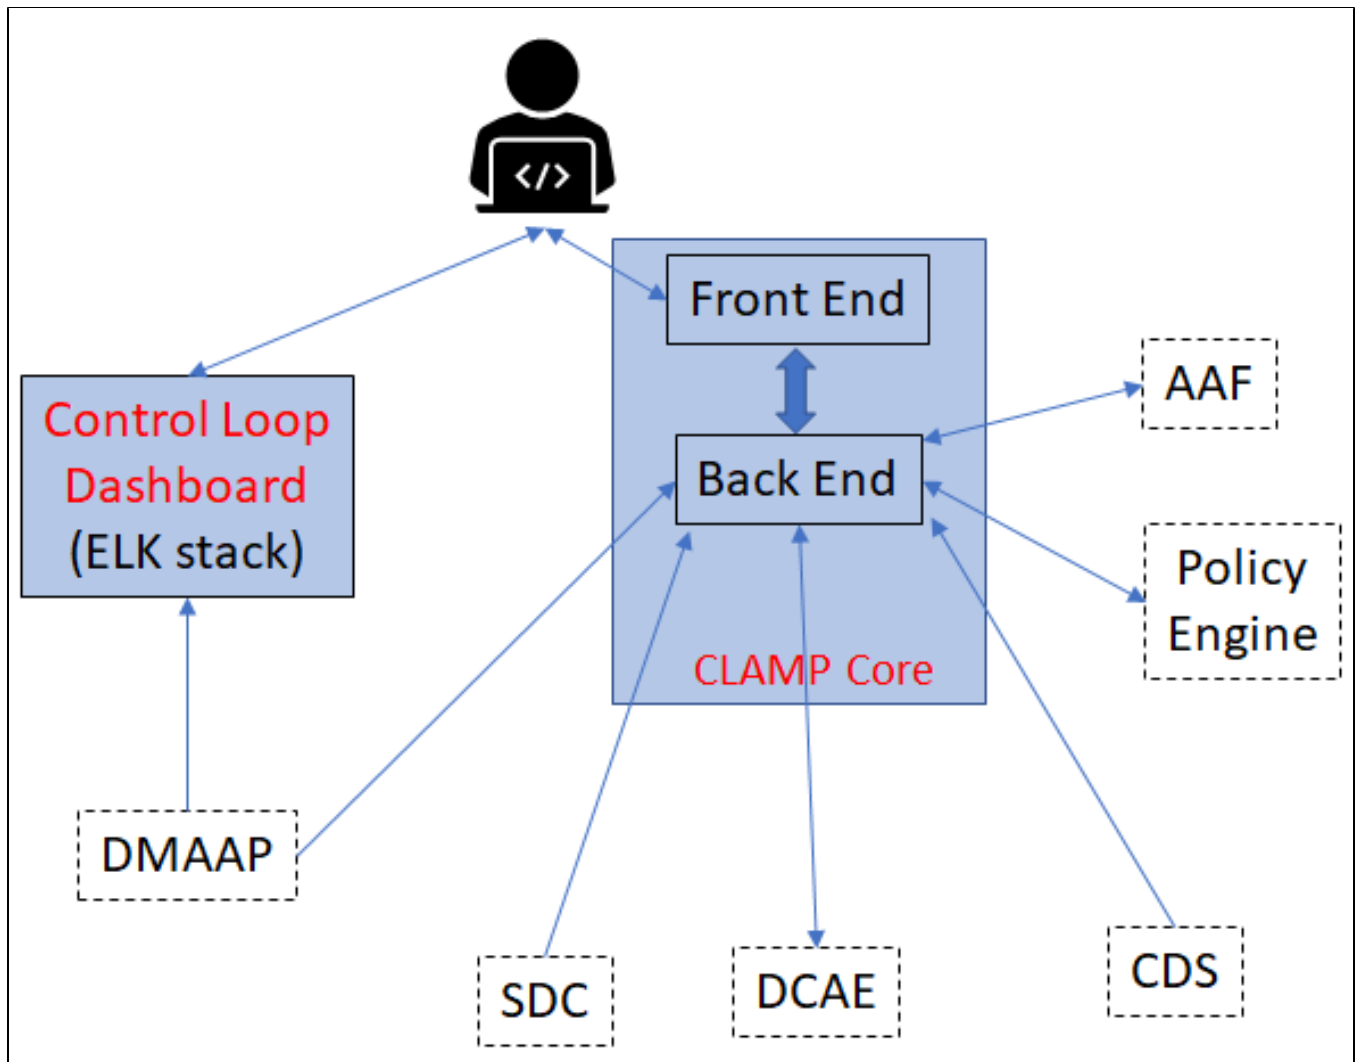 </>
Front End
AAF
Control Loop
Dashboard
(ELK stack)
Back End
Policy
Engine
CLAMP Core
DMAAP
SDC
DCAE
CDS